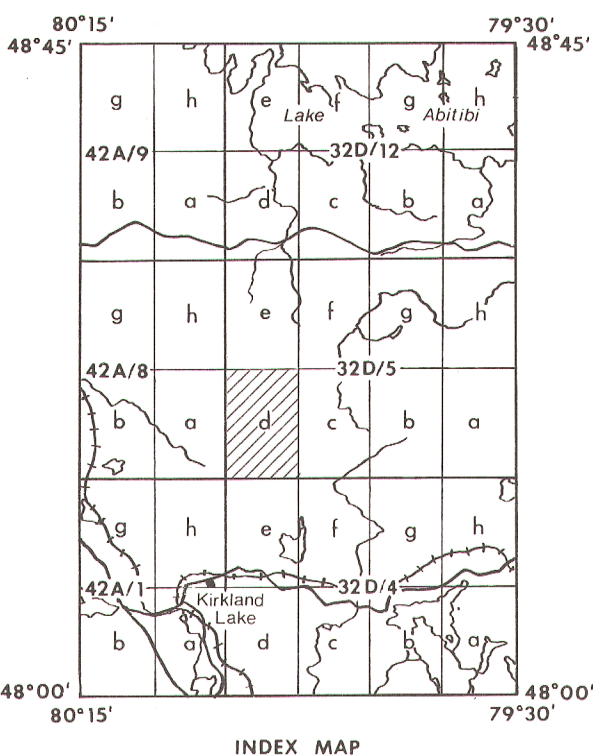 80°15′ 79°30′
48°45′ 48°45′
g h e f g h
Lake Abitibi
42A/9 32D/12
b a d c b a
g h e f g h
42A/8 32D/5
b a d c b a
g h e f g h
42A/1 32D/4
Kirkland
Lake
b a d c b a
48°00′ 48°00′
80°15′ 79°30′
INDEX MAP